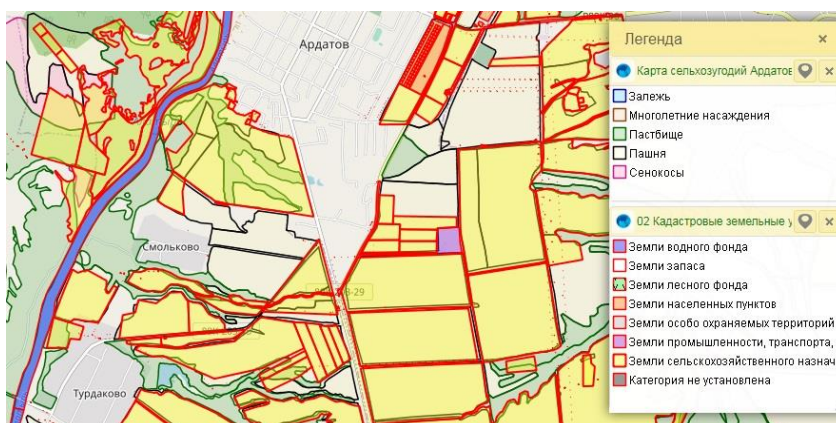 Ардатов
Смольково
Турдаково
Легенда
Карта сельхозугодий Ардатов
Залежь
Многолетние насаждения
Пастбище
Пашня
Сенокосы
02 Кадастровые земельные у
Земли водного фонда
Земли запаса
Земли лесного фонда
Земли населенных пунктов
Земли особо охраняемых территорий
Земли промышленности, транспорта,
Земли сельскохозяйственного назнач
Категория не установлена